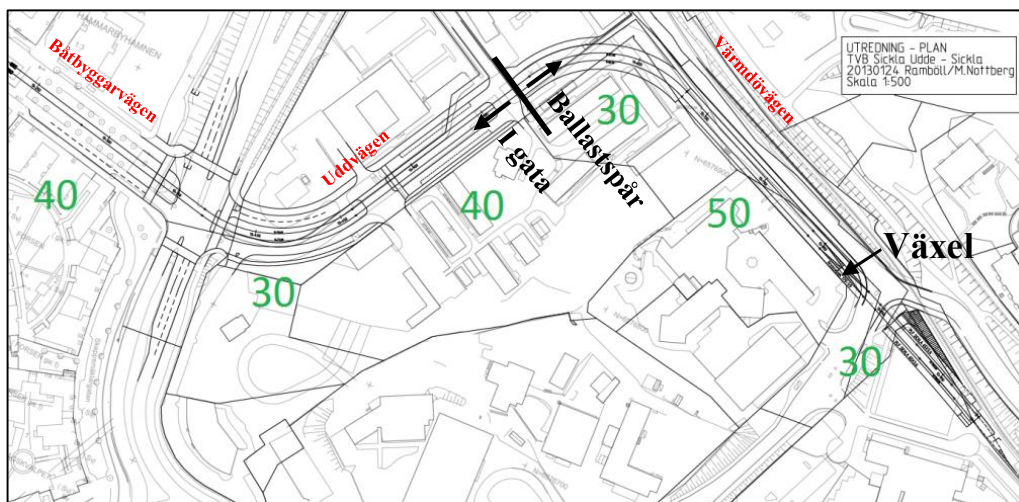 HAMMARBYHAMNEN
Båtbyggarvägen
Värmdövägen
UTREDNING - PLAN
TVB Sickla Udde - Sickla
20130124 Ramböll/M.Nottberg
Skala 1:500
30
Ballastspår
Uddvägen
I gata
40
40
50
Växel
30
30